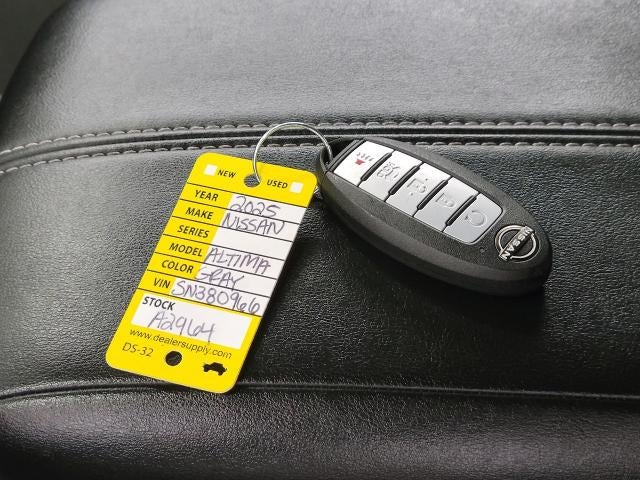 NEW USED
YEAR 2025
MAKE NISSAN
SERIES
MODEL ALTIMA
COLOR GRAY
VIN SN380966
STOCK
A2964
www.dealersupply.com
DS-32
NISSAN